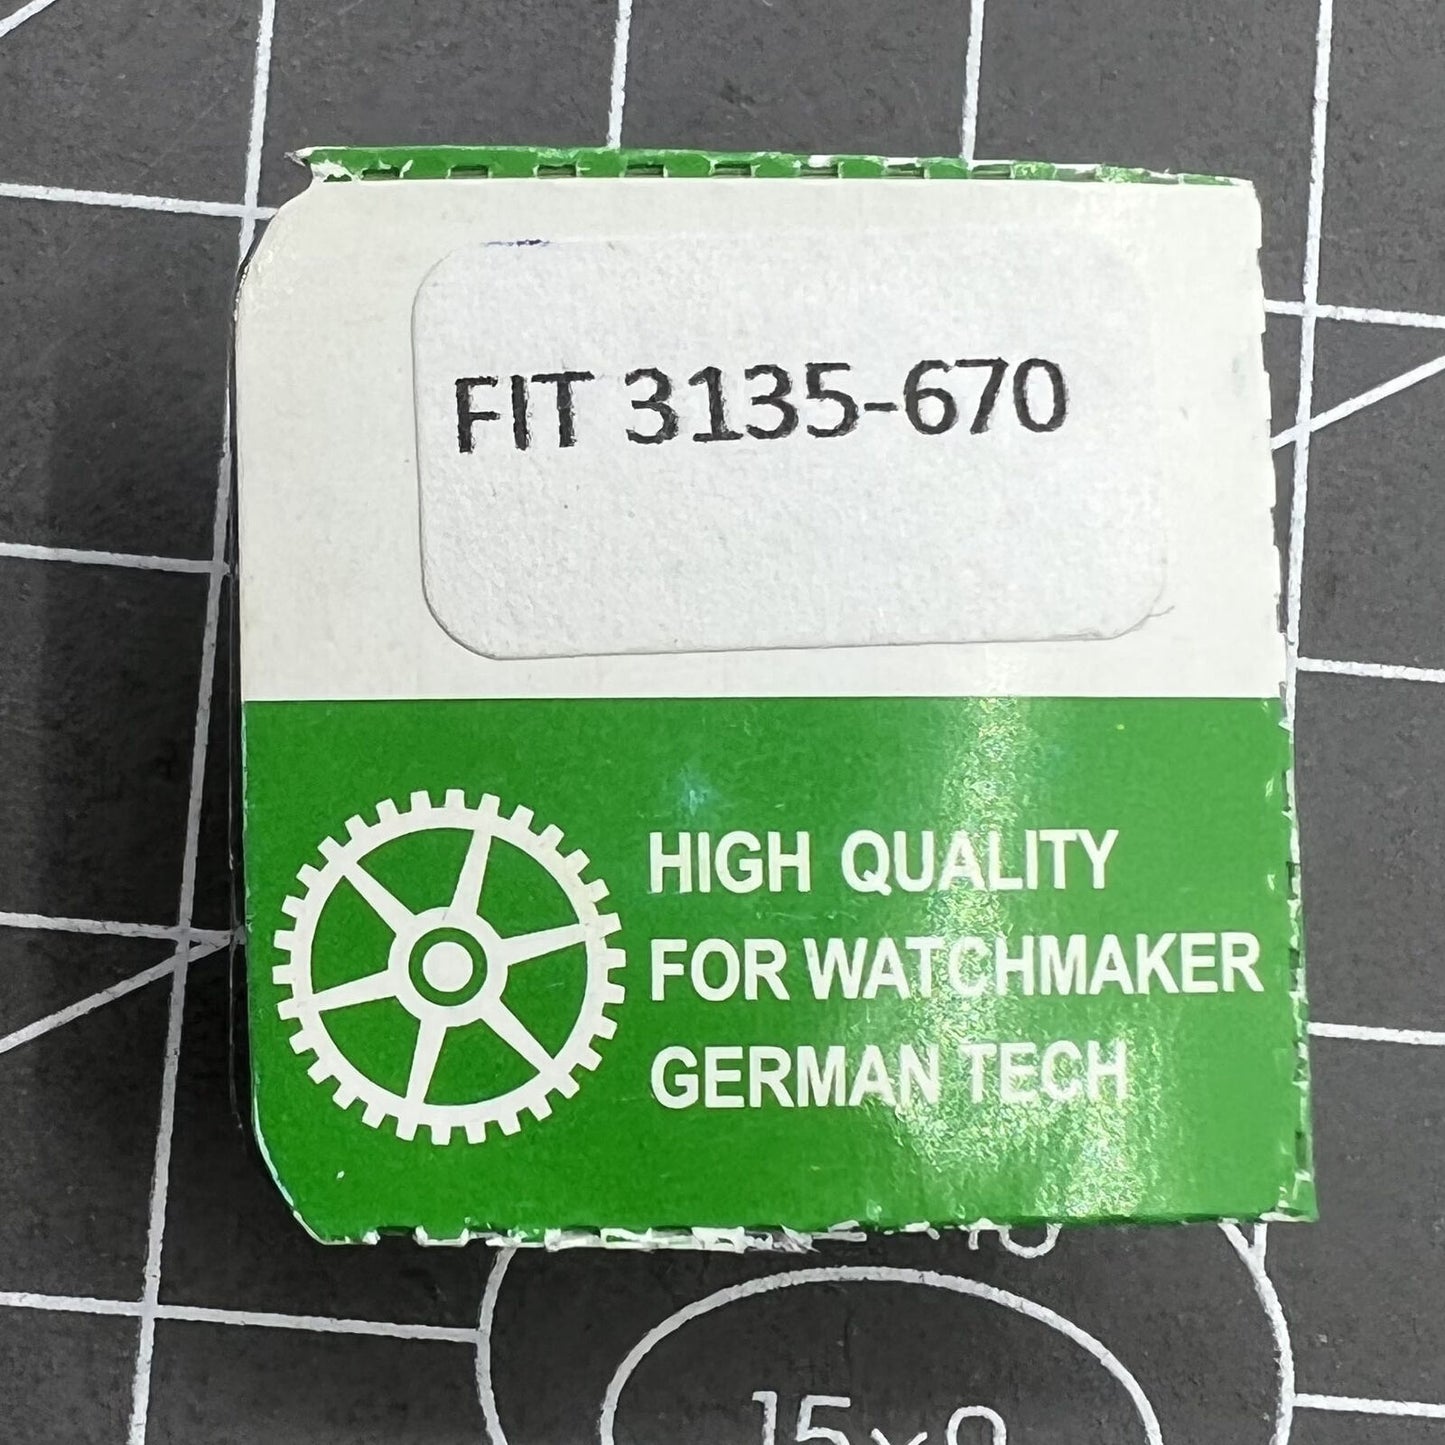 FIT 3135-670
HIGH QUALITY
FOR WATCHMAKER
GERMAN TECH